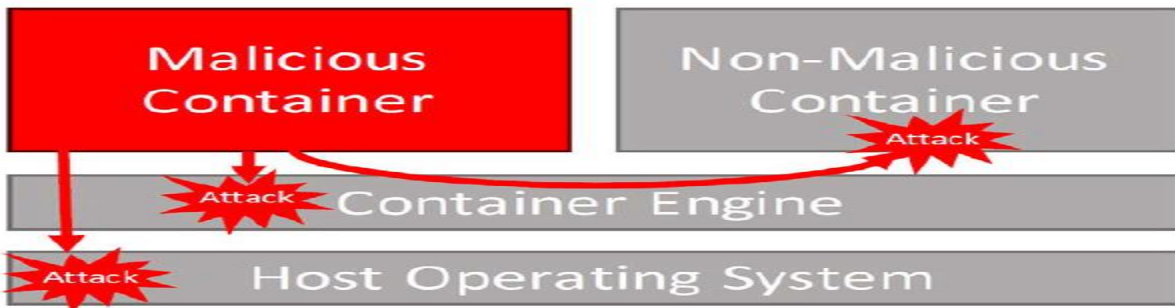 Malicious
Container
Non-Malicious
Container
Attack
Attack
Container Engine
Attack
Host Operating System